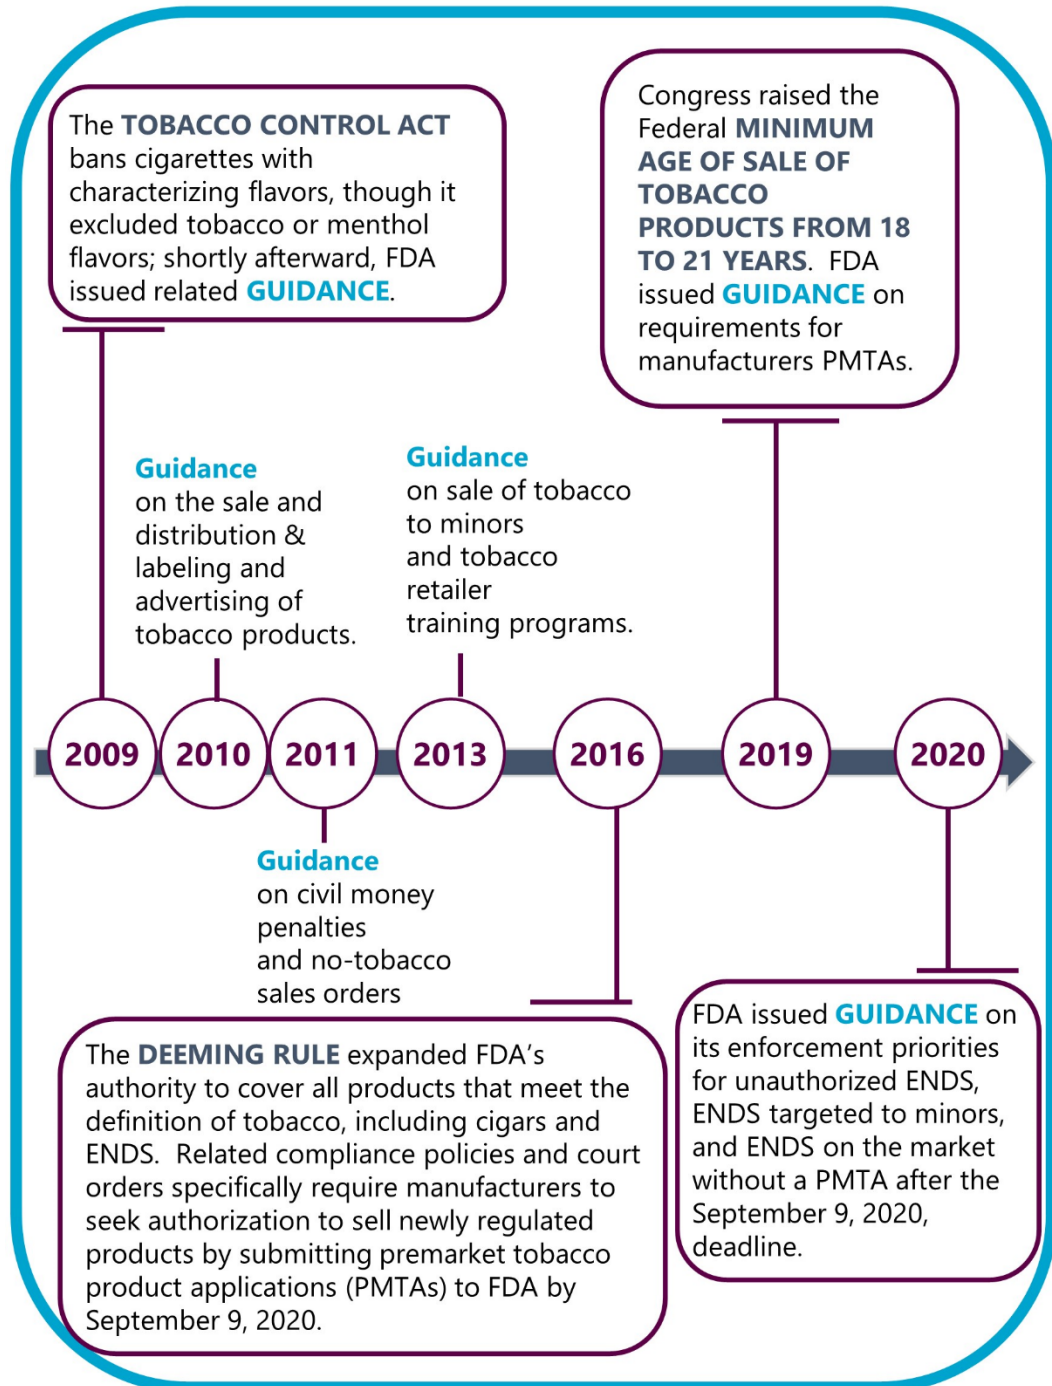 The TOBACCO CONTROL ACT
bans cigarettes with
characterizing flavors, though it
excluded tobacco or menthol
flavors; shortly afterward, FDA
issued related GUIDANCE.
Congress raised the
Federal MINIMUM
AGE OF SALE OF
TOBACCO
PRODUCTS FROM 18
TO 21 YEARS.  FDA
issued GUIDANCE on
requirements for
manufacturers PMTAs.
Guidance
on the sale and
distribution &
labeling and
advertising of
tobacco products.
Guidance
on sale of tobacco
to minors
and tobacco
retailer
training programs.
2009
2010
2011
2013
2016
2019
2020
Guidance
on civil money
penalties
and no-tobacco
sales orders
The DEEMING RULE expanded FDA’s
authority to cover all products that meet the
definition of tobacco, including cigars and
ENDS.  Related compliance policies and court
orders specifically require manufacturers to
seek authorization to sell newly regulated
products by submitting premarket tobacco
product applications (PMTAs) to FDA by
September 9, 2020.
FDA issued GUIDANCE on
its enforcement priorities
for unauthorized ENDS,
ENDS targeted to minors,
and ENDS on the market
without a PMTA after the
September 9, 2020,
deadline.